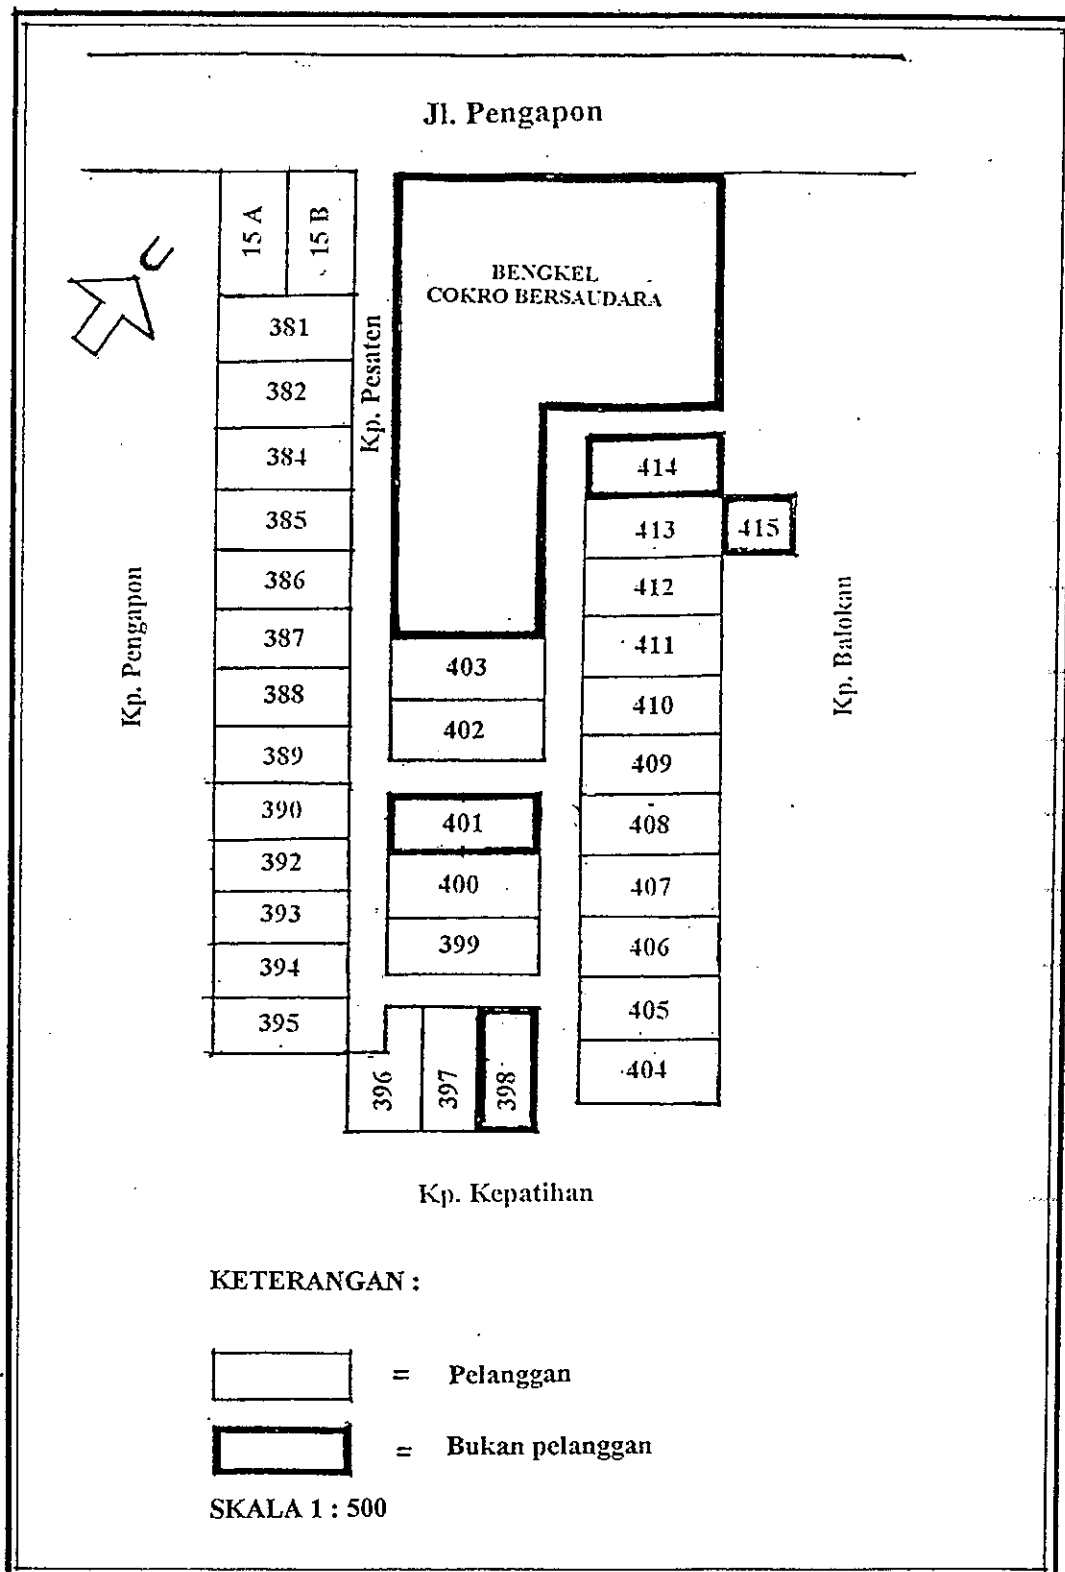 Jl. Pengapon
15 A
15 B
U
BENGKEL
COKRO BERSAUDARA
381
382
384
385
386
387
388
389
390
392
393
394
395
Kp. Pesaten
Kp. Pengapon
403
402
401
400
399
396
397
398
414
413
415
412
411
410
409
408
407
406
405
404
Kp. Balokan
Kp. Kepatihan
KETERANGAN :
= Pelanggan
= Bukan pelanggan
SKALA 1 : 500